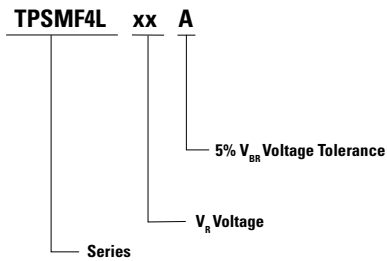 TPSMF4L xx A
5% VBR Voltage Tolerance
VR Voltage
Series